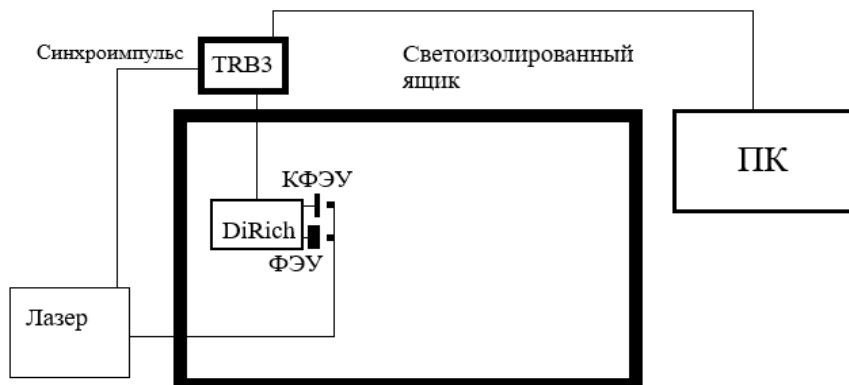 Синхроимпульс
TRB3
Светоизолированный
ящик
ПК
КФЭУ
DiRich
ФЭУ
Лазер